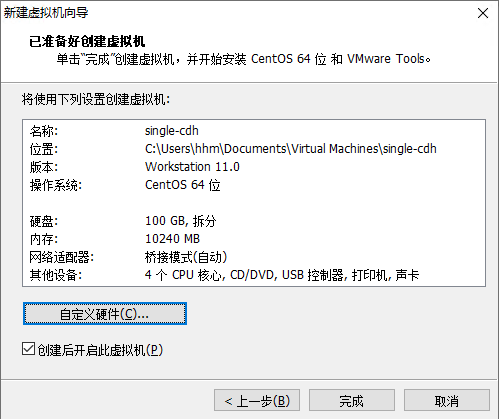 新建虚拟机向导
已准备好创建虚拟机
单击"完成"创建虚拟机，并开始安装 CentOS 64 位 和 VMware Tools。
将使用下列设置创建虚拟机:
名称: single-cdh
位置: C:\Users\hhm\Documents\Virtual Machines\single-cdh
版本: Workstation 11.0
操作系统: CentOS 64 位
硬盘: 100 GB, 拆分
内存: 10240 MB
网络适配器: 桥接模式(自动)
其他设备: 4 个 CPU 核心, CD/DVD, USB 控制器, 打印机, 声卡
自定义硬件(C)...
创建后开启此虚拟机(P)
< 上一步(B) 完成 取消